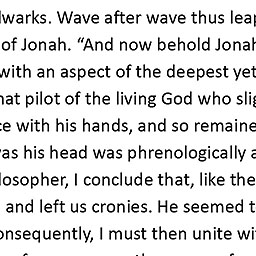 lwarks. Wave after wave thus leap
of Jonah. “And now behold Jonah
with an aspect of the deepest yet
hat pilot of the living God who sli
ce with his hands, and so remaine
was his head was phrenologically a
losopher, I conclude that, like the
and left us cronies. He seemed t
onsequently, I must then unite wi